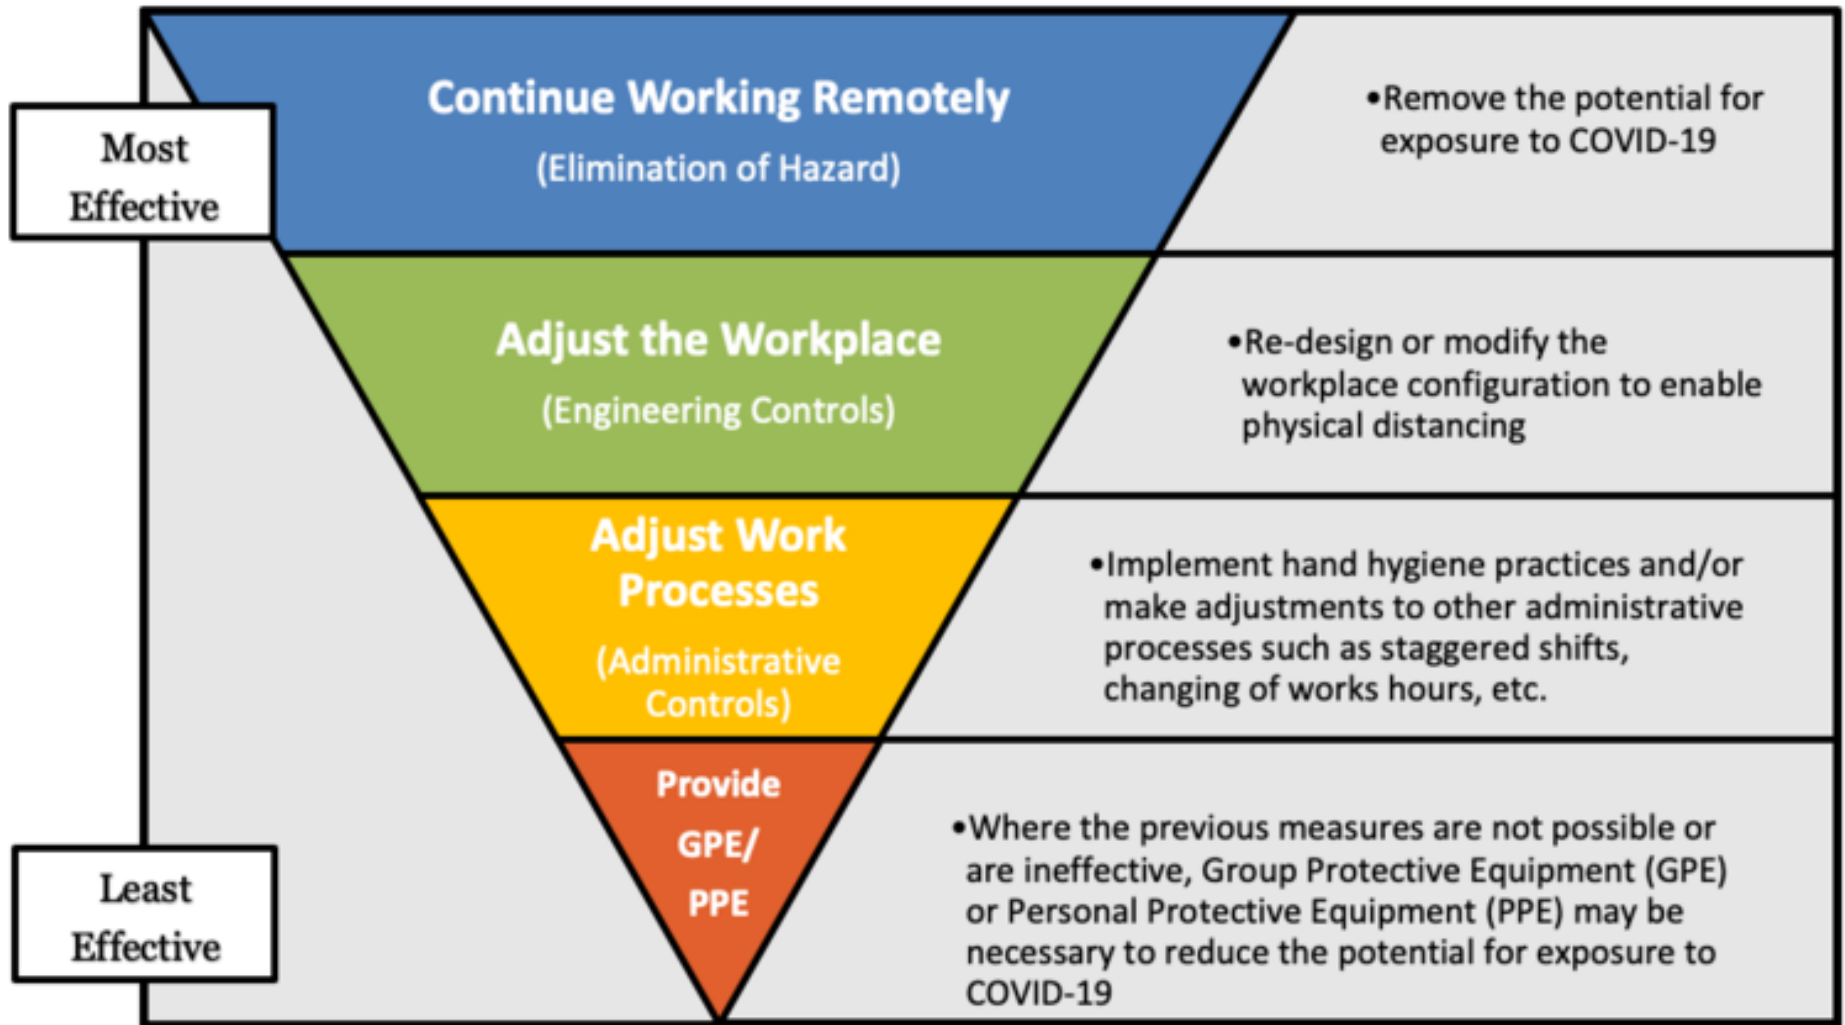 Most
Effective
Continue Working Remotely
(Elimination of Hazard)
•Remove the potential for
exposure to COVID-19
Adjust the Workplace
(Engineering Controls)
•Re-design or modify the
workplace configuration to enable
physical distancing
Adjust Work
Processes
(Administrative
Controls)
•Implement hand hygiene practices and/or
make adjustments to other administrative
processes such as staggered shifts,
changing of works hours, etc.
Least
Effective
Provide
GPE/
PPE
•Where the previous measures are not possible or
are ineffective, Group Protective Equipment (GPE)
or Personal Protective Equipment (PPE) may be
necessary to reduce the potential for exposure to
COVID-19